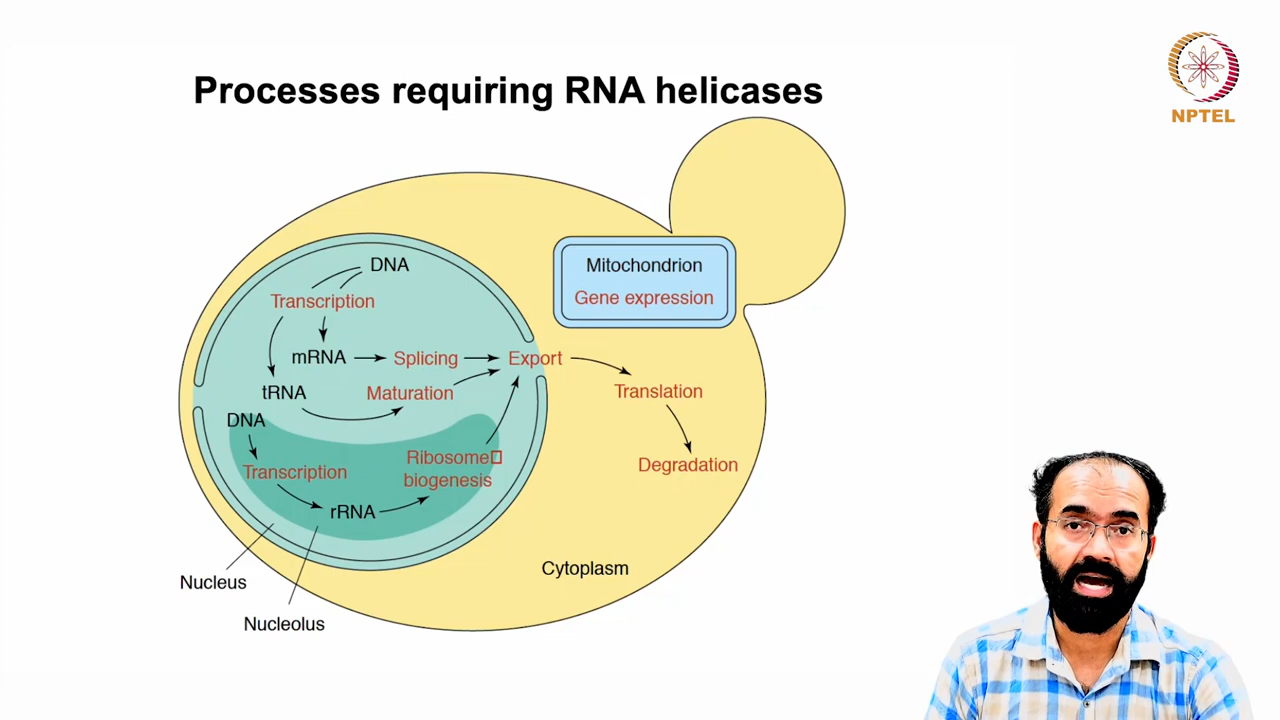 Processes requiring RNA helicases
NPTEL
DNA
Transcription
mRNA
Splicing
Export
tRNA
Maturation
DNA
Transcription
Ribosome
biogenesis
rRNA
Mitochondrion
Gene expression
Translation
Degradation
Cytoplasm
Nucleus
Nucleolus